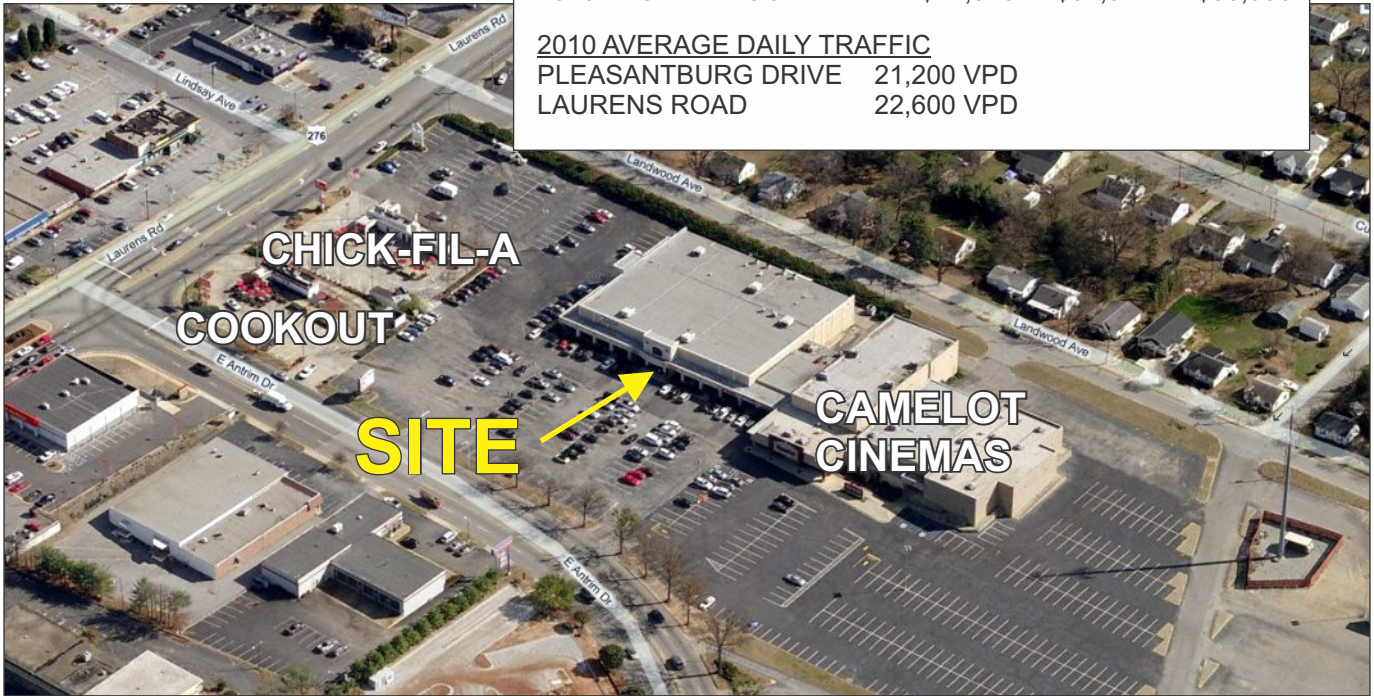 2010 AVERAGE DAILY TRAFFIC
PLEASANTBURG DRIVE 21,200 VPD
LAURENS ROAD 22,600 VPD
Laurens Rd
Lindsay Ave
276
Landwood Ave
Laurens Rd
CHICK-FIL-A
COOKOUT
E Antrim Dr
Landwood Ave
SITE
CAMELOT
CINEMAS
E Antrim Dr